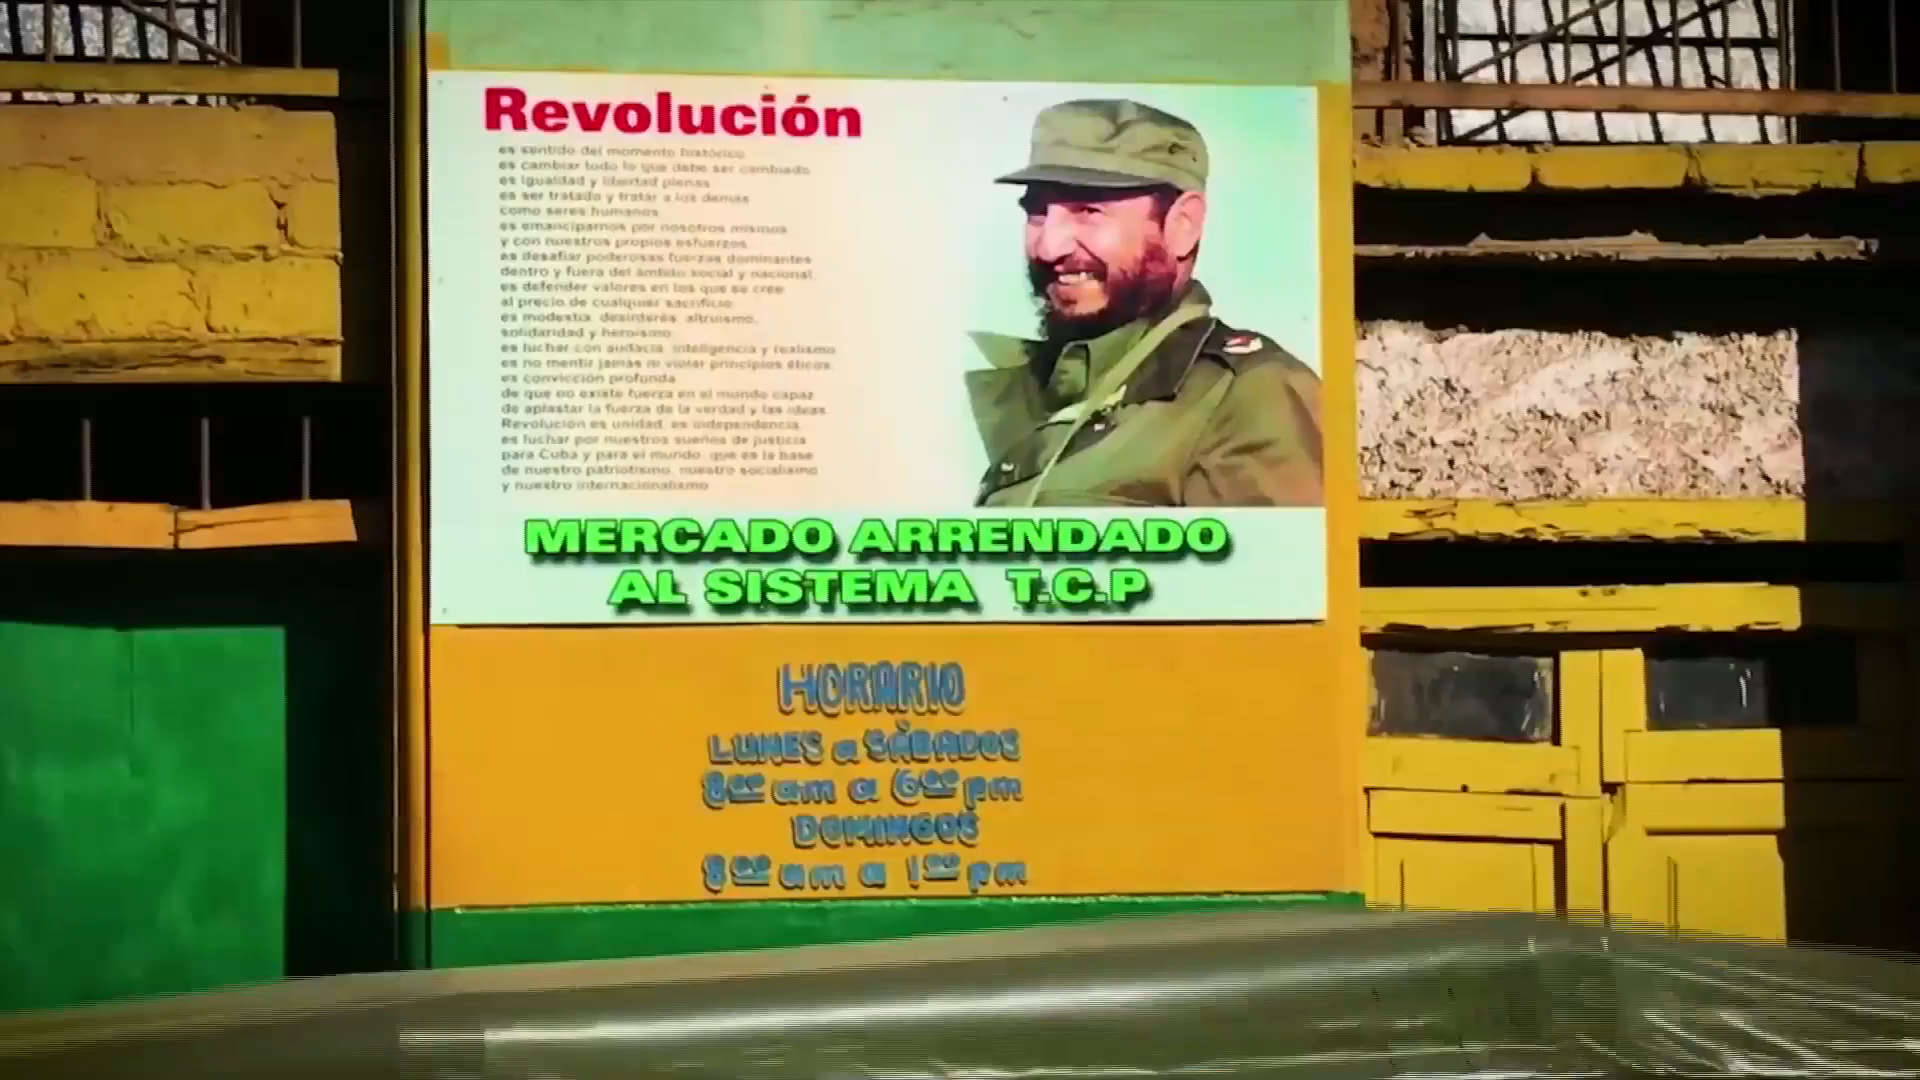 Revolución
es sentido del momento histórico
es cambiar todo lo que debe ser cambiado
es igualdad y libertad plenas
es ser tratado y tratar a los demás
como seres humanos
es emanciparnos por nosotros mismos
y con nuestros propios esfuerzos
es desafiar poderosas fuerzas dominantes
dentro y fuera del ámbito social y nacional
es defender valores en los que se cree
al precio de cualquier sacrificio
es modestia, desinterés, altruismo,
solidaridad y heroísmo
es luchar con audacia, inteligencia y realismo
es no mentir jamás ni violar principios éticos
es convicción profunda
de que no existe fuerza en el mundo capaz
de aplastar la fuerza de la verdad y las ideas
Revolución es unidad, es independencia,
es luchar por nuestros sueños de justicia
para Cuba y para el mundo, que es la base
de nuestro patriotismo, nuestro socialismo
y nuestro internacionalismo
MERCADO ARRENDADO
AL SISTEMA T.C.P
HORARIO
LUNES a SÁBADOS
8:00 am a 6:00 pm
DOMINGOS
8:00 am a 1:00 pm